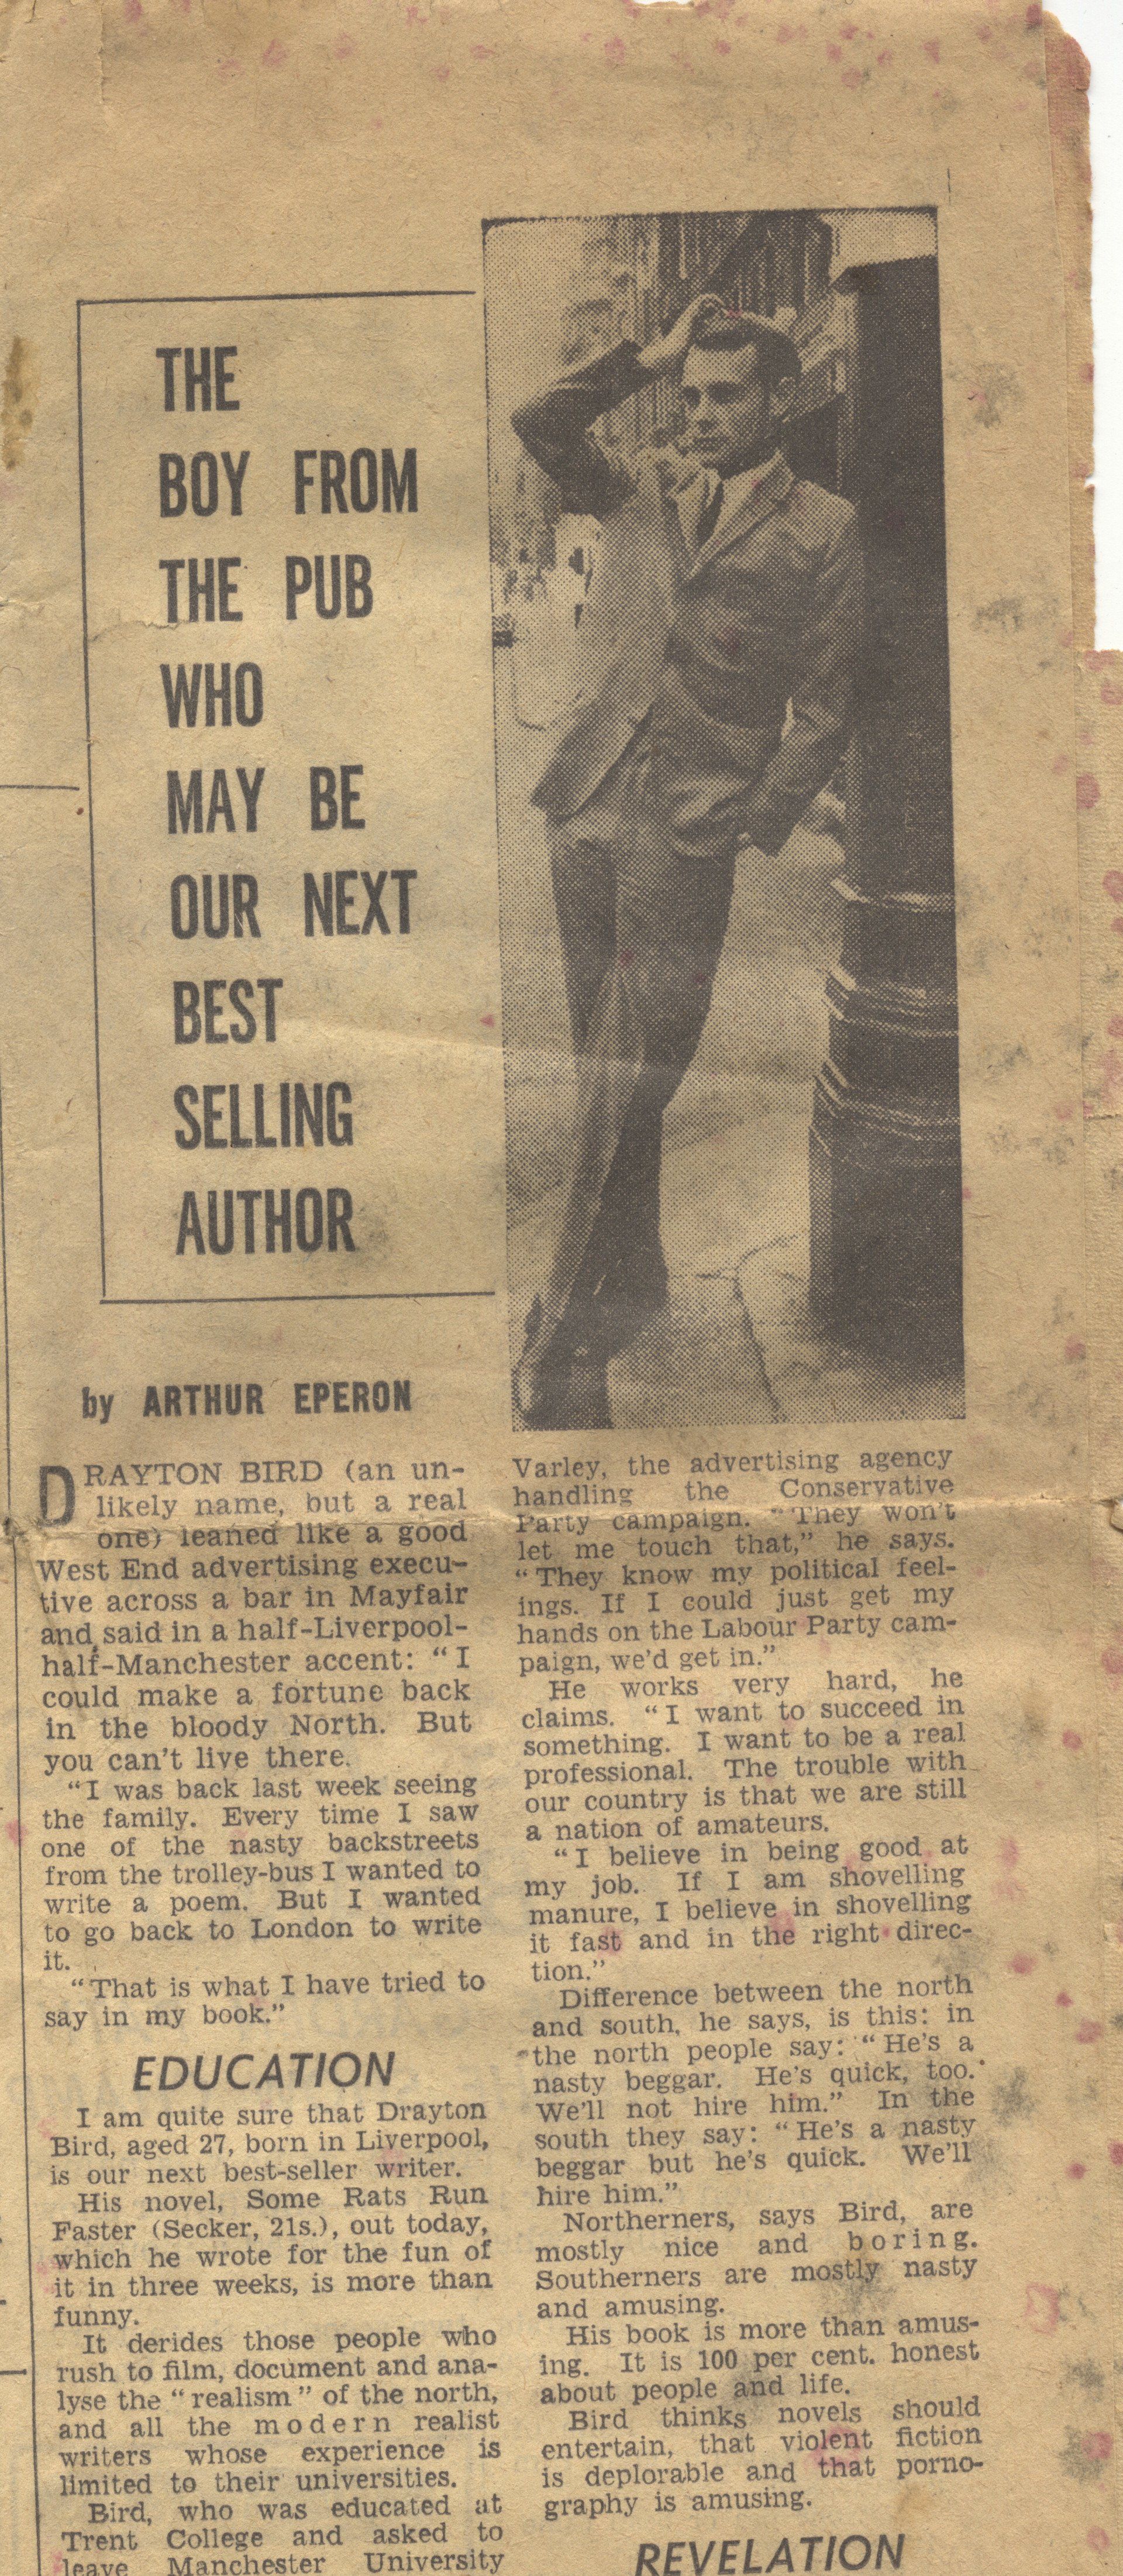 THE
BOY FROM
THE PUB
WHO
MAY BE
OUR NEXT
BEST
SELLING
AUTHOR
by ARTHUR EPERON
DRAYTON BIRD (an un-
likely name, but a real
one) leaned like a good
West End advertising execu-
tive across a bar in Mayfair
and said in a half-Liverpool-
half-Manchester accent: “I
could make a fortune back
in the bloody North. But
you can't live there.
“I was back last week seeing
the family. Every time I saw
one of the nasty backstreets
from the trolley-bus I wanted to
write a poem. But I wanted
to go back to London to write
it.
“That is what I have tried to
say in my book.”
EDUCATION
I am quite sure that Drayton
Bird, aged 27, born in Liverpool,
is our next best-seller writer.
His novel, Some Rats Run
Faster (Secker, 21s.), out today,
which he wrote for the fun of
it in three weeks, is more than
funny.
It derides those people who
rush to film, document and ana-
lyse the “realism” of the north,
and all the modern realist
writers whose experience is
limited to their universities.
Bird, who was educated at
Trent College and asked to
leave Manchester University
Varley, the advertising agency
handling the Conservative
Party campaign. “They won't
let me touch that,” he says.
“They know my political feel-
ings. If I could just get my
hands on the Labour Party cam-
paign, we'd get in.”
He works very hard, he
claims. “I want to succeed in
something. I want to be a real
professional. The trouble with
our country is that we are still
a nation of amateurs.
“I believe in being good at
my job. If I am shovelling
manure, I believe in shovelling
it fast and in the right direc-
tion.”
Difference between the north
and south, he says, is this: in
the north people say: “He's a
nasty beggar. He's quick, too.
We'll not hire him.” In the
south they say: “He's a nasty
beggar but he's quick. We'll
hire him.”
Northerners, says Bird, are
mostly nice and boring.
Southerners are mostly nasty
and amusing.
His book is more than amus-
ing. It is 100 per cent. honest
about people and life.
Bird thinks novels should
entertain, that violent fiction
is deplorable and that porno-
graphy is amusing.
REVELATION